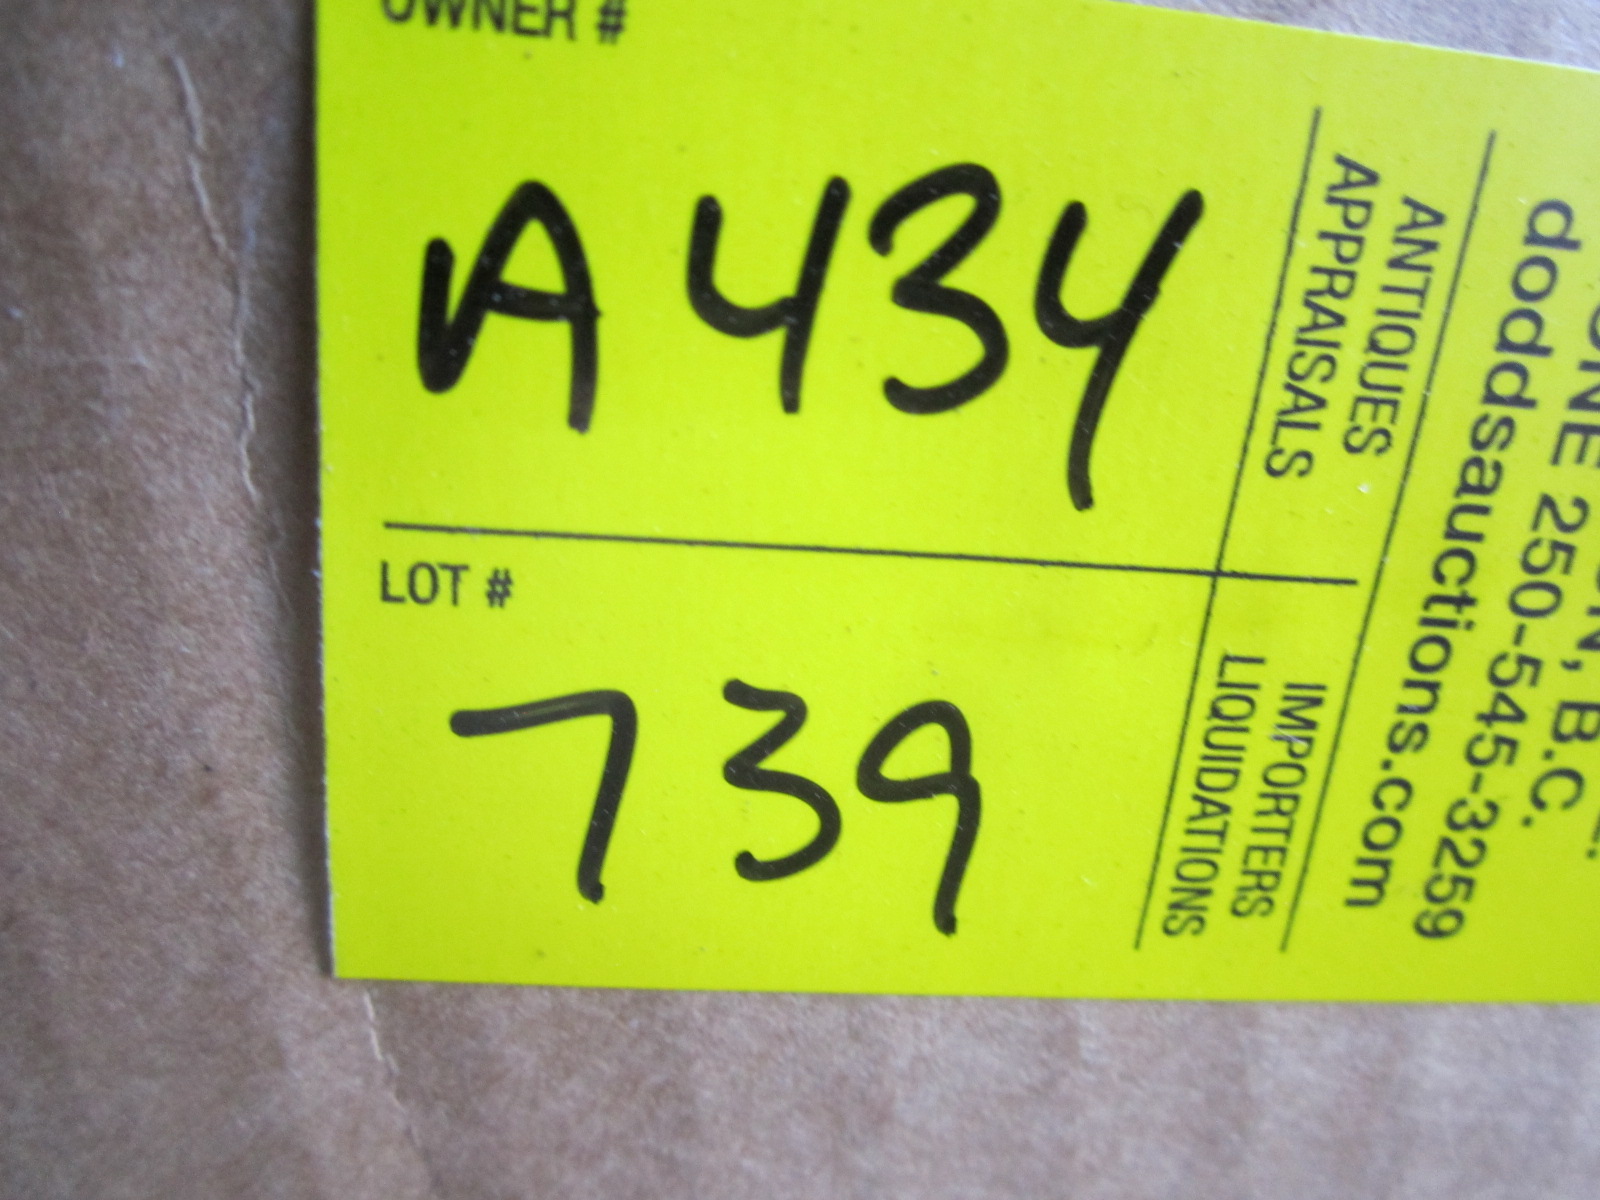 OWNER #
A434
LOT #
739
ANTIQUES
APPRAISALS
IMPORTERS
LIQUIDATIONS
B.C.
250-545-3259
doddsauctions.com